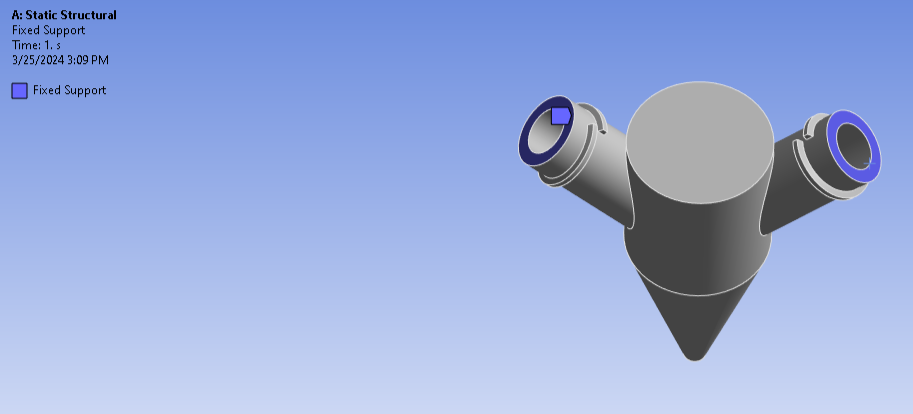 A: Static Structural
Fixed Support
Time: 1. s
3/25/2024 3:09 PM
Fixed Support